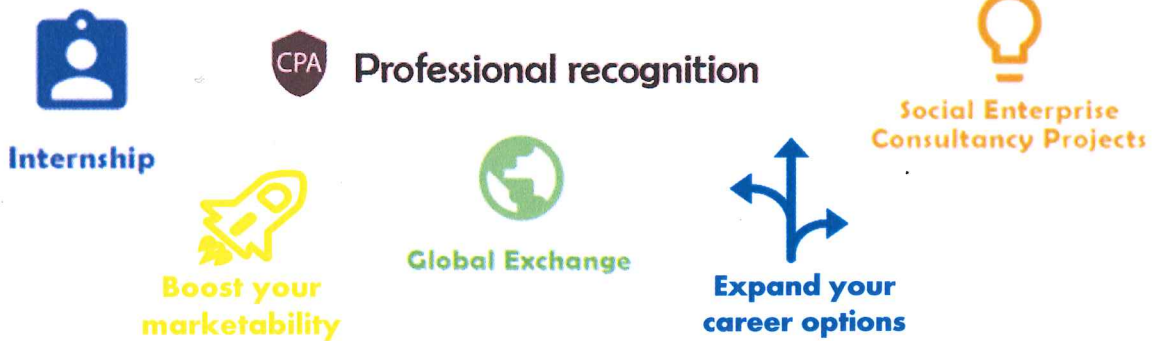 CPA
Professional recognition
Social Enterprise
Consultancy Projects
Internship
Global Exchange
Boost your
marketability
Expand your
career options